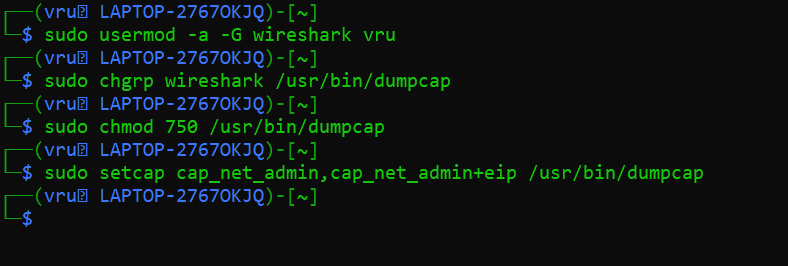 ┌──(vru㉿ LAPTOP-2767OKJQ)-[~]
└─$ sudo usermod -a -G wireshark vru
┌──(vru㉿ LAPTOP-2767OKJQ)-[~]
└─$ sudo chgrp wireshark /usr/bin/dumpcap
┌──(vru㉿ LAPTOP-2767OKJQ)-[~]
└─$ sudo chmod 750 /usr/bin/dumpcap
┌──(vru㉿ LAPTOP-2767OKJQ)-[~]
└─$ sudo setcap cap_net_admin,cap_net_admin+eip /usr/bin/dumpcap
┌──(vru㉿ LAPTOP-2767OKJQ)-[~]
└─$